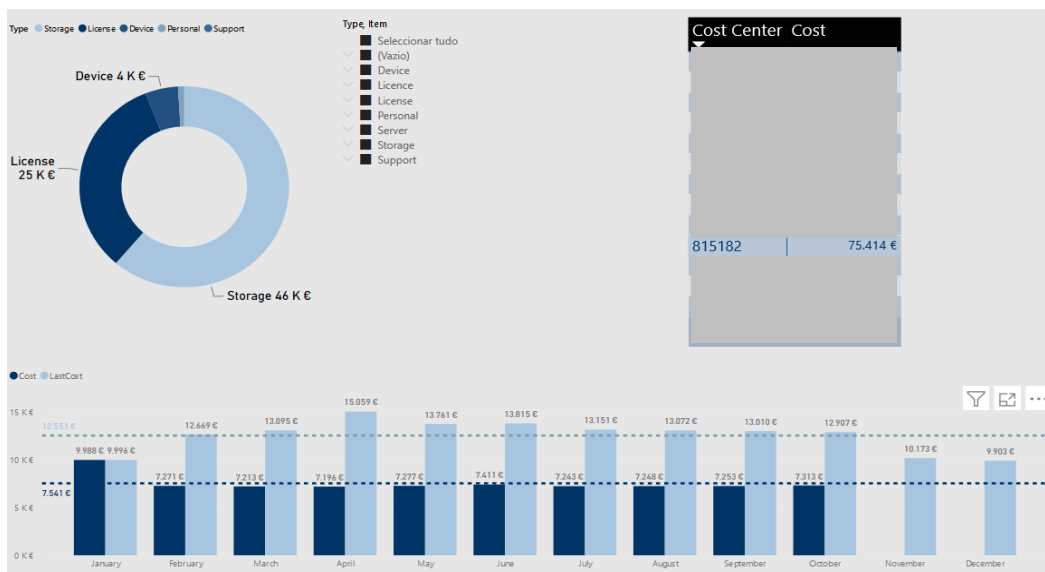 Type Storage License Device Personal Support
Device 4 K €
License
25 K €
Storage 46 K €
Type, Item
Seleccionar tudo
(Vazio)
Device
Licence
License
Personal
Server
Storage
Support
Cost Center Cost
815182 75.414 €
Cost LastCost
15 K €
10 K €
5 K €
0 K €
12.551 €
7.541 €
9.988 € 9.996 €
7.271 € 12.669 €
7.213 € 13.095 €
7.196 € 15.059 €
7.277 € 13.761 €
7.411 € 13.815 €
7.243 € 13.151 €
7.248 € 13.072 €
7.253 € 13.010 €
7.313 € 12.907 €
10.173 €
9.903 €
January February March April May June July August September October November December